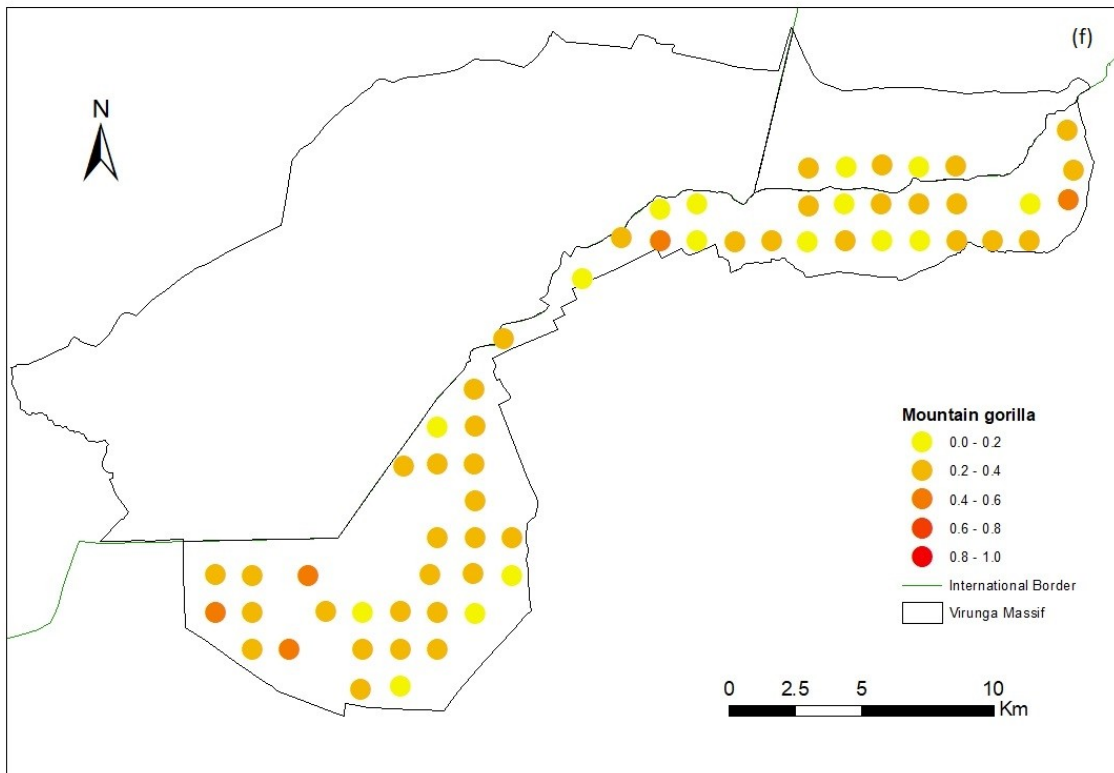 (f)
N
Mountain gorilla
0.0 - 0.2
0.2 - 0.4
0.4 - 0.6
0.6 - 0.8
0.8 - 1.0
International Border
Virunga Massif
0 2.5 5 10
Km